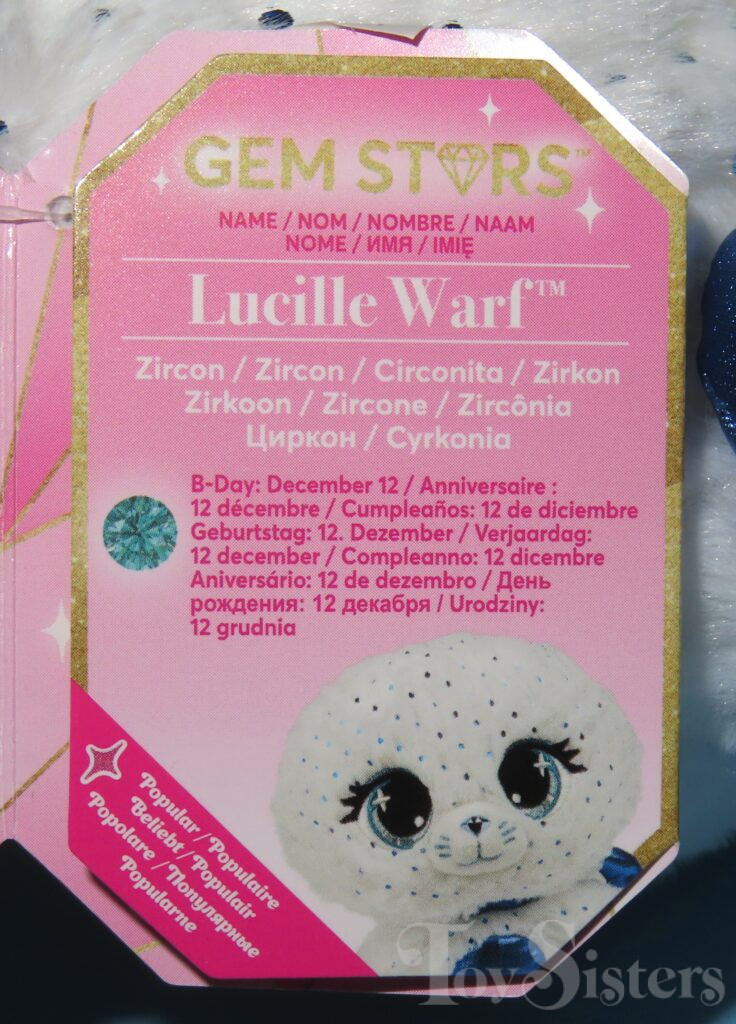 GEM STARS™
NAME / NOM / NOMBRE / NAAM
NOME / ИМЯ / IMIĘ
Lucille Warf™
Zircon / Zircon / Circonita / Zirkon
Zirkoon / Zircone / Zircônia
Циркон / Cyrkonia
B-Day: December 12 / Anniversaire :
12 décembre / Cumpleaños: 12 de diciembre
Geburtstag: 12. Dezember / Verjaardag:
12 december / Compleanno: 12 dicembre
Aniversário: 12 de dezembro / День
рождения: 12 декабря / Urodziny:
12 grudnia
Popular / Populaire
Beliebt / Populair
Popolare / Популярные
Popularne
ToySisters